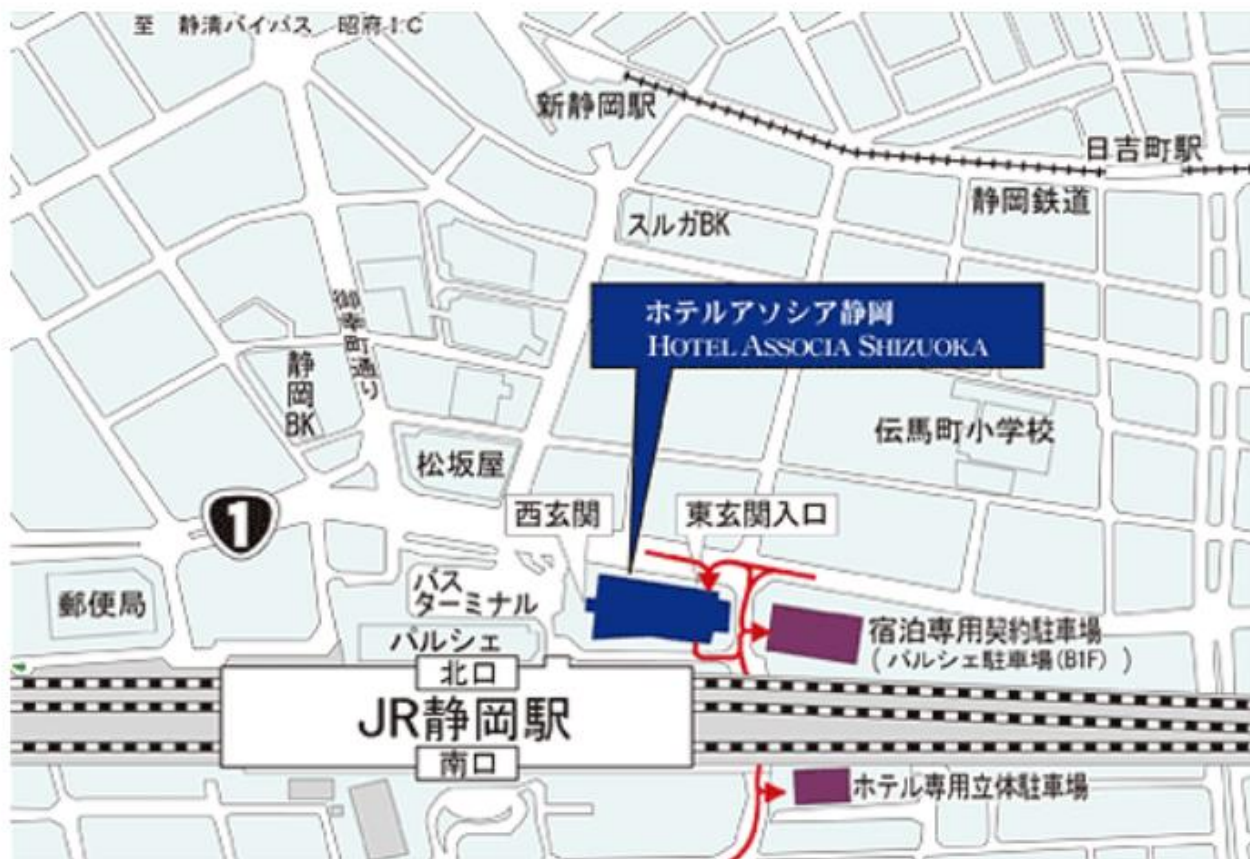 至 静清バイパス 昭府I.C
新静岡駅
日吉町駅
静岡鉄道
スルガBK
御幸町通り
ホテルアソシア静岡
HOTEL ASSOCIA SHIZUOKA
静岡BK
伝馬町小学校
松坂屋
西玄関
東玄関入口
1
バス
ターミナル
郵便局
パルシェ
宿泊専用契約駐車場
(パルシェ駐車場(B1F))
北口
JR静岡駅
南口
ホテル専用立体駐車場